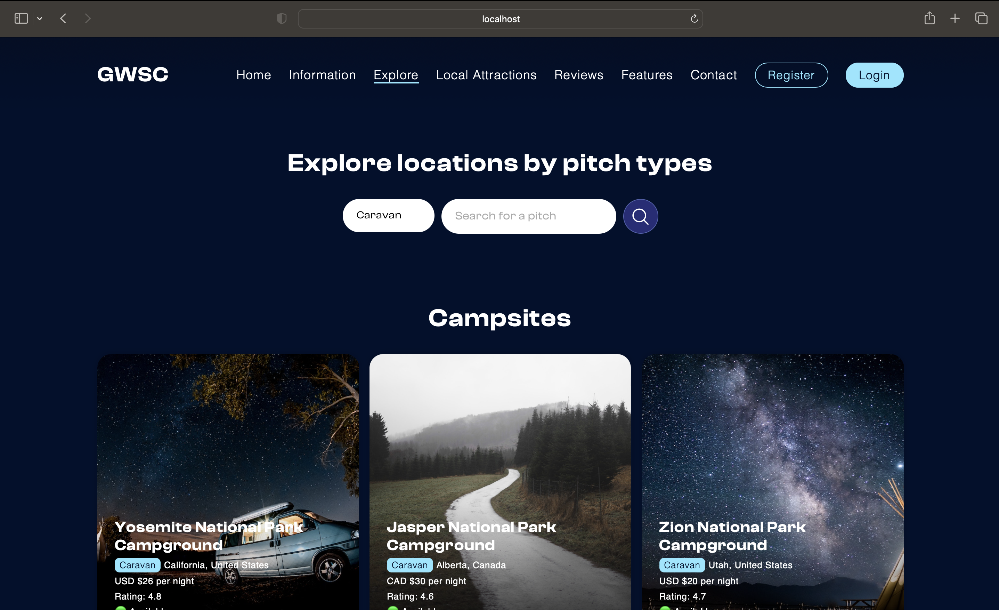 localhost
GWSC
Home Information Explore Local Attractions Reviews Features Contact Register Login
Explore locations by pitch types
Caravan
Search for a pitch
Campsites
Yosemite National Park
Campground
Caravan California, United States
USD $26 per night
Rating: 4.8
Jasper National Park
Campground
Caravan Alberta, Canada
CAD $30 per night
Rating: 4.6
Zion National Park
Campground
Caravan Utah, United States
USD $20 per night
Rating: 4.7